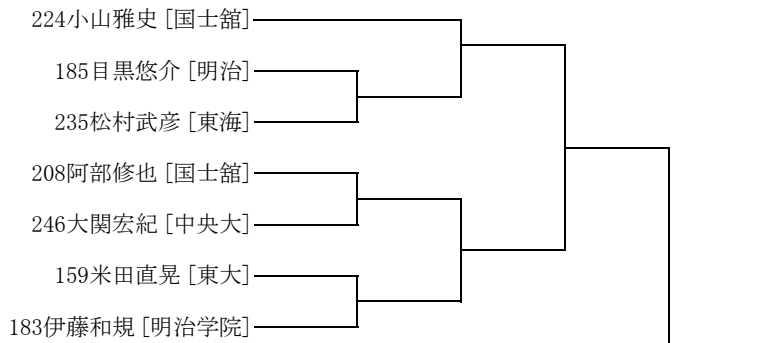 224小山雅史 [国士舘]
185目黒悠介 [明治]
235松村武彦 [東海]
208阿部修也 [国士舘]
246大関宏紀 [中央大]
159米田直晃 [東大]
183伊藤和規 [明治学院]